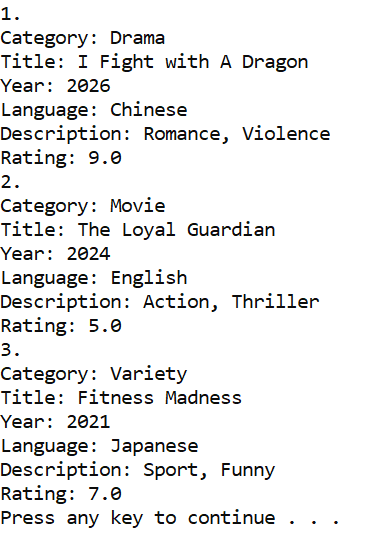 1.
Category: Drama
Title: I Fight with A Dragon
Year: 2026
Language: Chinese
Description: Romance, Violence
Rating: 9.0
2.
Category: Movie
Title: The Loyal Guardian
Year: 2024
Language: English
Description: Action, Thriller
Rating: 5.0
3.
Category: Variety
Title: Fitness Madness
Year: 2021
Language: Japanese
Description: Sport, Funny
Rating: 7.0
Press any key to continue . . .